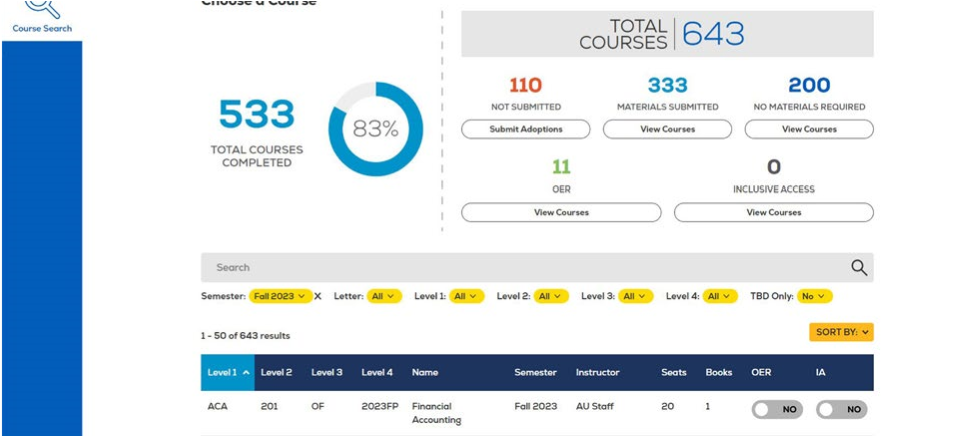 Choose a Course
Course Search
TOTAL COURSES 643
533
TOTAL COURSES
COMPLETED
83%
110 333 200
NOT SUBMITTED MATERIALS SUBMITTED NO MATERIALS REQUIRED
Submit Adoptions View Courses View Courses
11 0
OER INCLUSIVE ACCESS
View Courses View Courses
Search
Semester: Fall 2023 X Letter: All Level 1: All Level 2: All Level 3: All Level 4: All TBD Only: No
SORT BY:
1 - 50 of 643 results
Level 1 Level 2 Level 3 Level 4 Name Semester Instructor Seats Books OER IA
ACA 201 OF 2023FP Financial Fall 2023 AU Staff 20 1 NO NO
Accounting